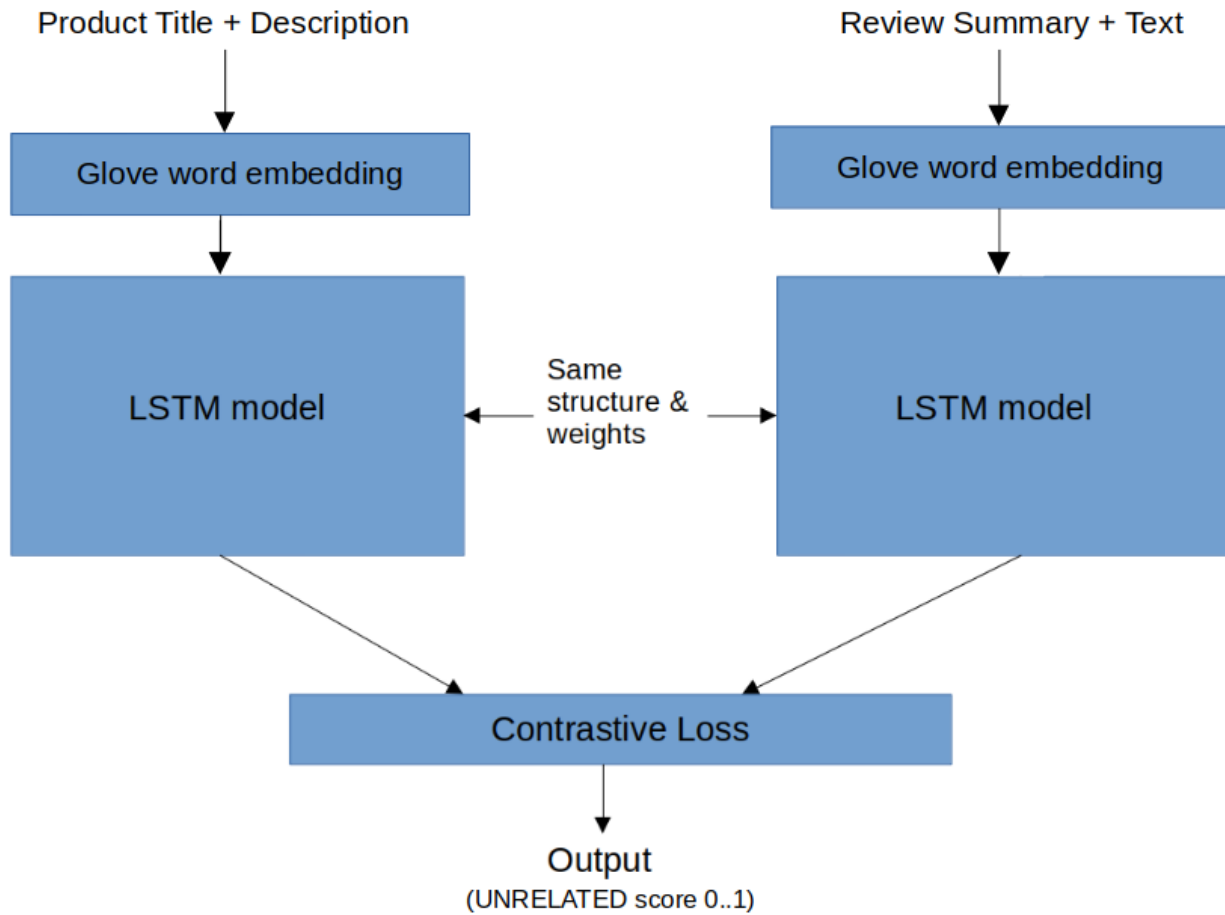 Product Title + Description
Review Summary + Text
Glove word embedding
Glove word embedding
LSTM model
Same
structure &
weights
LSTM model
Contrastive Loss
Output
(UNRELATED score 0..1)